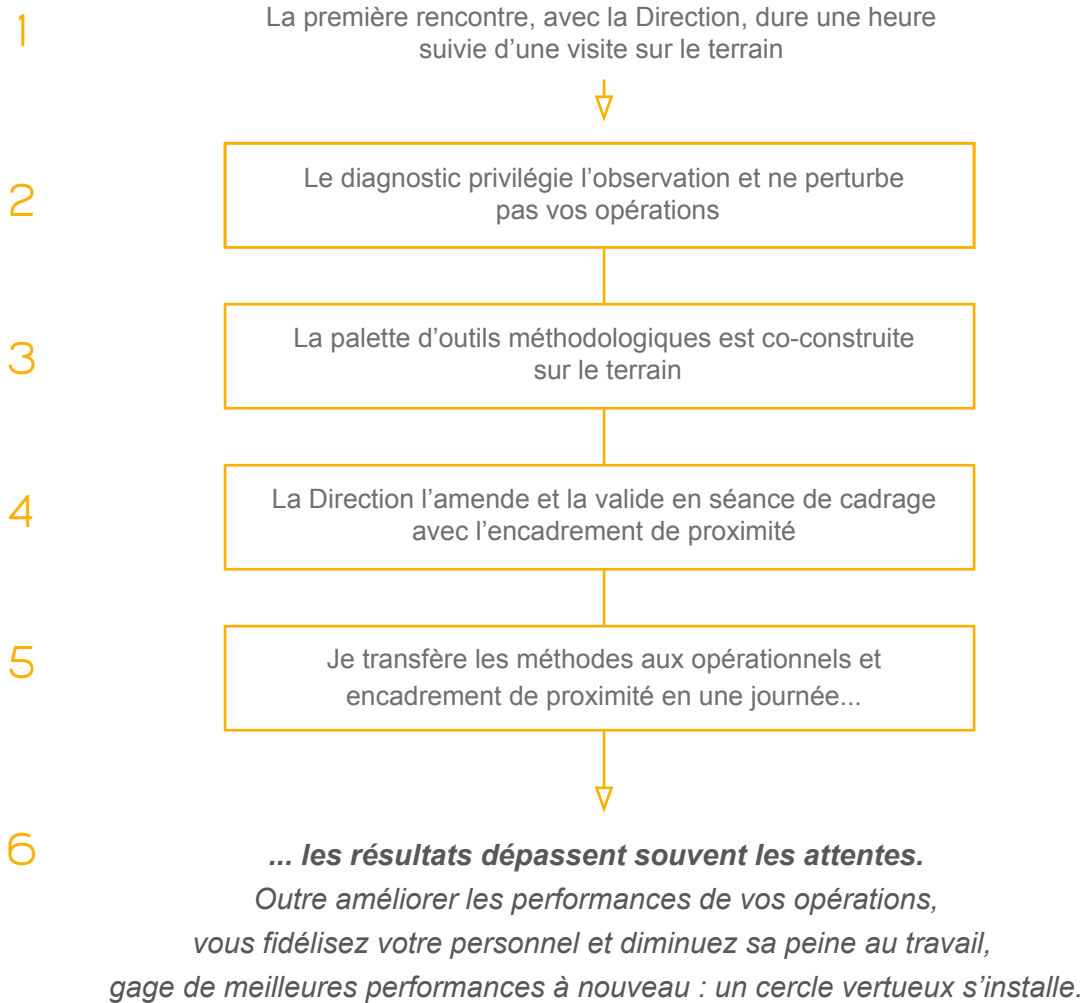 1
La première rencontre, avec la Direction, dure une heure
suivie d’une visite sur le terrain
2
Le diagnostic privilégie l’observation et ne perturbe
pas vos opérations
3
La palette d’outils méthodologiques est co-construite
sur le terrain
4
La Direction l’amende et la valide en séance de cadrage
avec l’encadrement de proximité
5
Je transfère les méthodes aux opérationnels et
encadrement de proximité en une journée...
6
... les résultats dépassent souvent les attentes.
Outre améliorer les performances de vos opérations,
vous fidélisez votre personnel et diminuez sa peine au travail,
gage de meilleures performances à nouveau : un cercle vertueux s’installe.